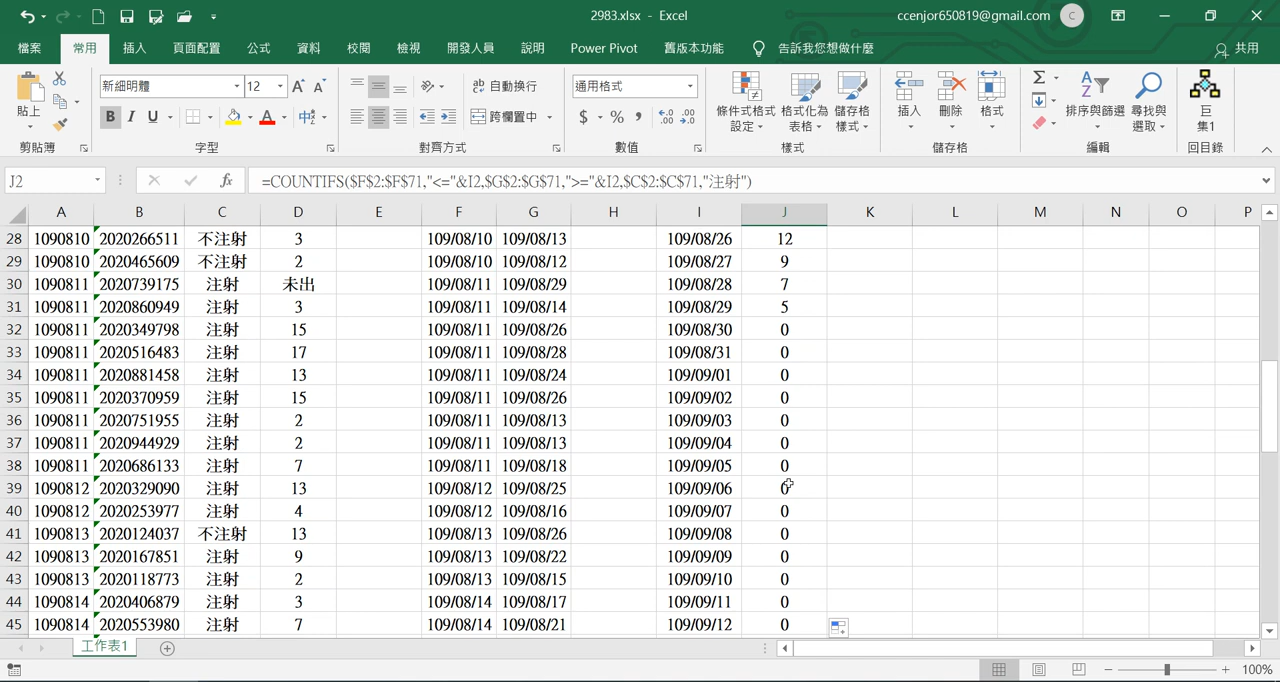 2983.xlsx - Excel
ccenjor650819@gmail.com C
檔案 常用 插入 頁面配置 公式 資料 校閱 檢視 開發人員 說明 Power Pivot 舊版本功能 告訴我您想做什麼 共用
新細明體 12 A A ab 自動換行 通用格式 Σ A Z
貼上 B I U A 中 跨欄置中 $ % , .0 .00 .00 .0 條件式格式 設定 格式化為 表格 儲存格 樣式 插入 刪除 格式 排序與篩選 尋找與 選取 巨 集1
剪貼簿 字型 對齊方式 數值 樣式 儲存格 編輯 回目錄
J2 fx =COUNTIFS($F$2:$F$71,"<="&I2,$G$2:$G$71,">="&I2,$C$2:$C$71,"注射")
A B C D E F G H I J K L M N O P
28 1090810 2020266511 不注射 3 109/08/10 109/08/13 109/08/26 12
29 1090810 2020465609 不注射 2 109/08/10 109/08/12 109/08/27 9
30 1090811 2020739175 注射 未出 109/08/11 109/08/29 109/08/28 7
31 1090811 2020860949 注射 3 109/08/11 109/08/14 109/08/29 5
32 1090811 2020349798 注射 15 109/08/11 109/08/26 109/08/30 0
33 1090811 2020516483 注射 17 109/08/11 109/08/28 109/08/31 0
34 1090811 2020881458 注射 13 109/08/11 109/08/24 109/09/01 0
35 1090811 2020370959 注射 15 109/08/11 109/08/26 109/09/02 0
36 1090811 2020751955 注射 2 109/08/11 109/08/13 109/09/03 0
37 1090811 2020944929 注射 2 109/08/11 109/08/13 109/09/04 0
38 1090811 2020686133 注射 7 109/08/11 109/08/18 109/09/05 0
39 1090812 2020329090 注射 13 109/08/12 109/08/25 109/09/06 0
40 1090812 2020253977 注射 4 109/08/12 109/08/16 109/09/07 0
41 1090813 2020124037 不注射 13 109/08/13 109/08/26 109/09/08 0
42 1090813 2020167851 注射 9 109/08/13 109/08/22 109/09/09 0
43 1090813 2020118773 注射 2 109/08/13 109/08/15 109/09/10 0
44 1090814 2020406879 注射 3 109/08/14 109/08/17 109/09/11 0
45 1090814 2020553980 注射 7 109/08/14 109/08/21 109/09/12 0
工作表1
100%